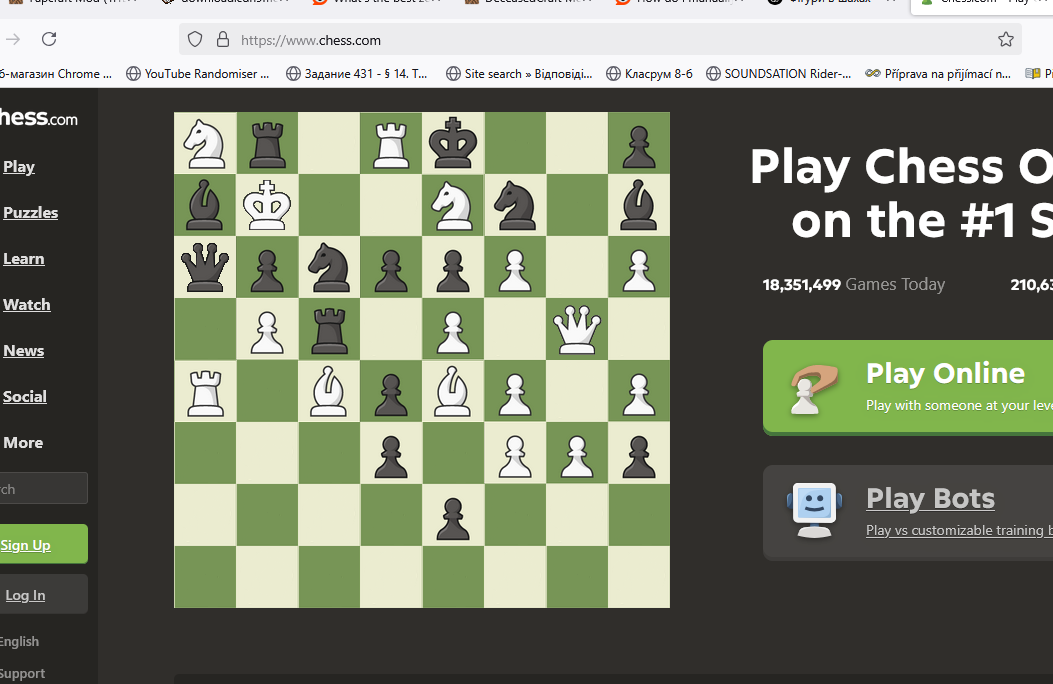 https://www.chess.com
б-магазин Chrome ...
YouTube Randomiser ...
Задание 431 - § 14. Т...
Site search » Відповіді...
Класрум 8-б
SOUNDSATION Rider-...
Příprava na přijímací n...
hess.com
Play
Puzzles
Learn
Watch
News
Social
More
rch
Sign Up
Log In
English
Support
Play Chess O
on the #1 S
18,351,499 Games Today
210,63
Play Online
Play with someone at your leve
Play Bots
Play vs customizable training b